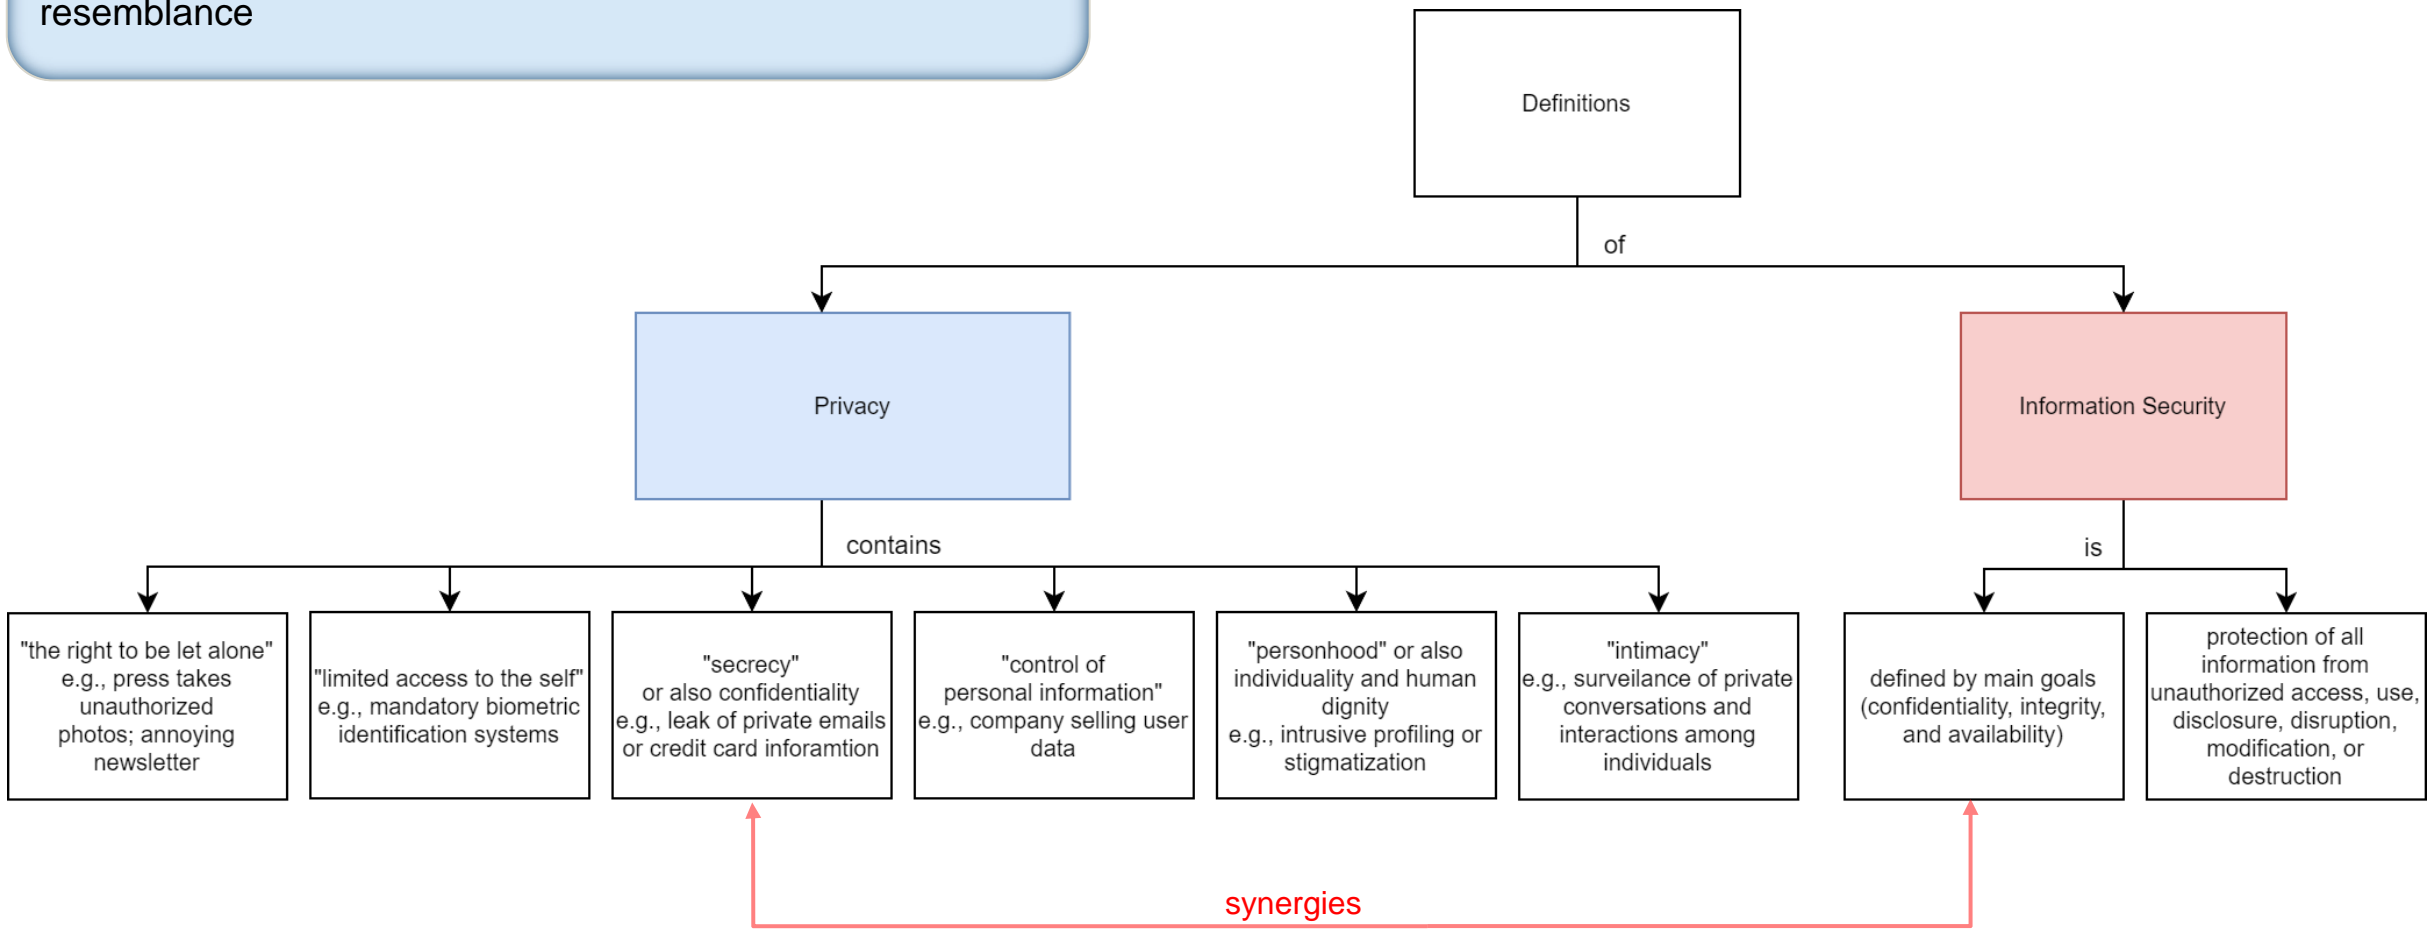 resemblance
Definitions
of
Privacy
Information Security
contains
is
"the right to be let alone"
e.g., press takes
unauthorized
photos; annoying
newsletter
"limited access to the self"
e.g., mandatory biometric
identification systems
"secrecy"
or also confidentiality
e.g., leak of private emails
or credit card inforamtion
"control of
personal information"
e.g., company selling user
data
"personhood" or also
individuality and human
dignity
e.g., intrusive profiling or
stigmatization
"intimacy"
e.g., surveilance of private
conversations and
interactions among
individuals
defined by main goals
(confidentiality, integrity,
and availability)
protection of all
information from
unauthorized access, use,
disclosure, disruption,
modification, or
destruction
synergies